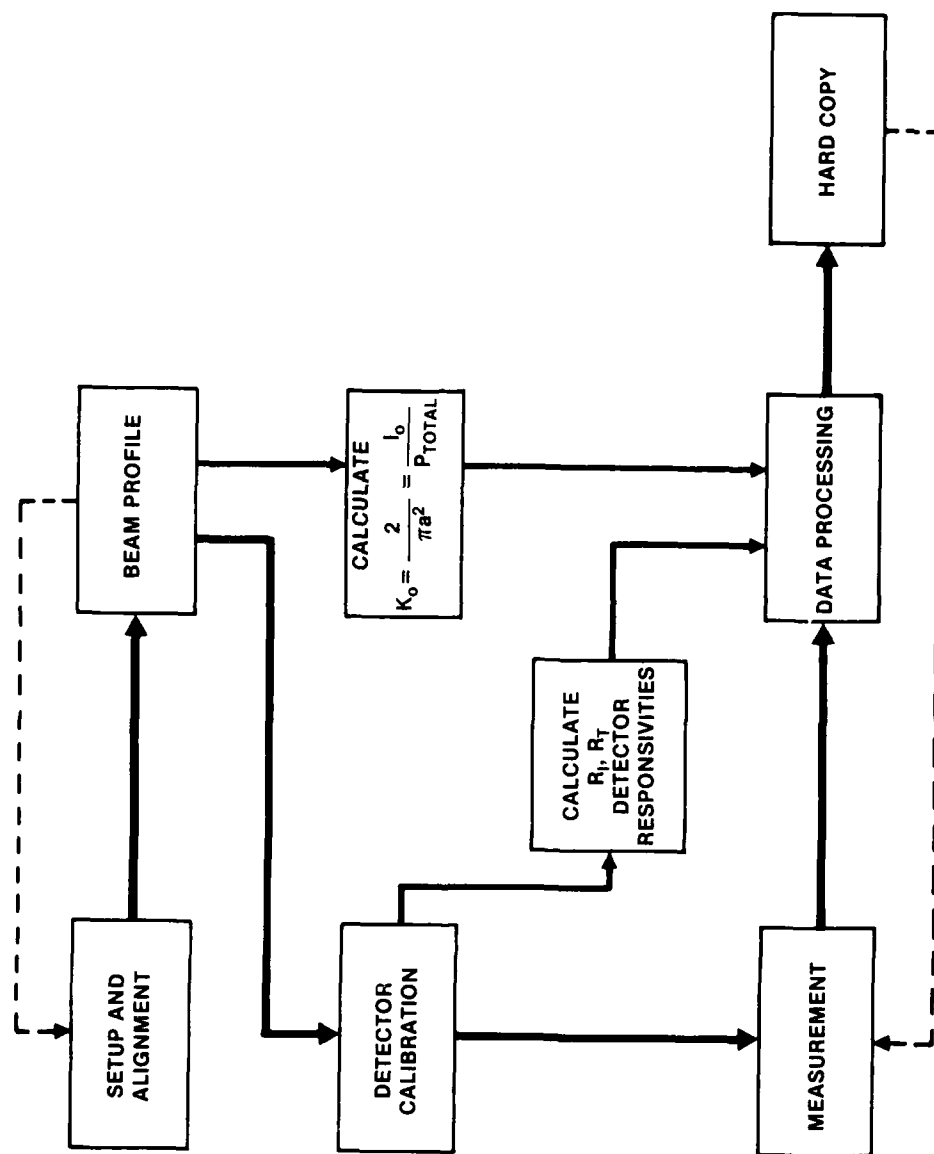 SETUP AND
ALIGNMENT
BEAM PROFILE
DETECTOR
CALIBRATION
CALCULATE
K₀ = 2/πa² = I₀/P_TOTAL
CALCULATE
R_I, R_T
DETECTOR
RESPONSIVITIES
MEASUREMENT
DATA PROCESSING
HARD COPY